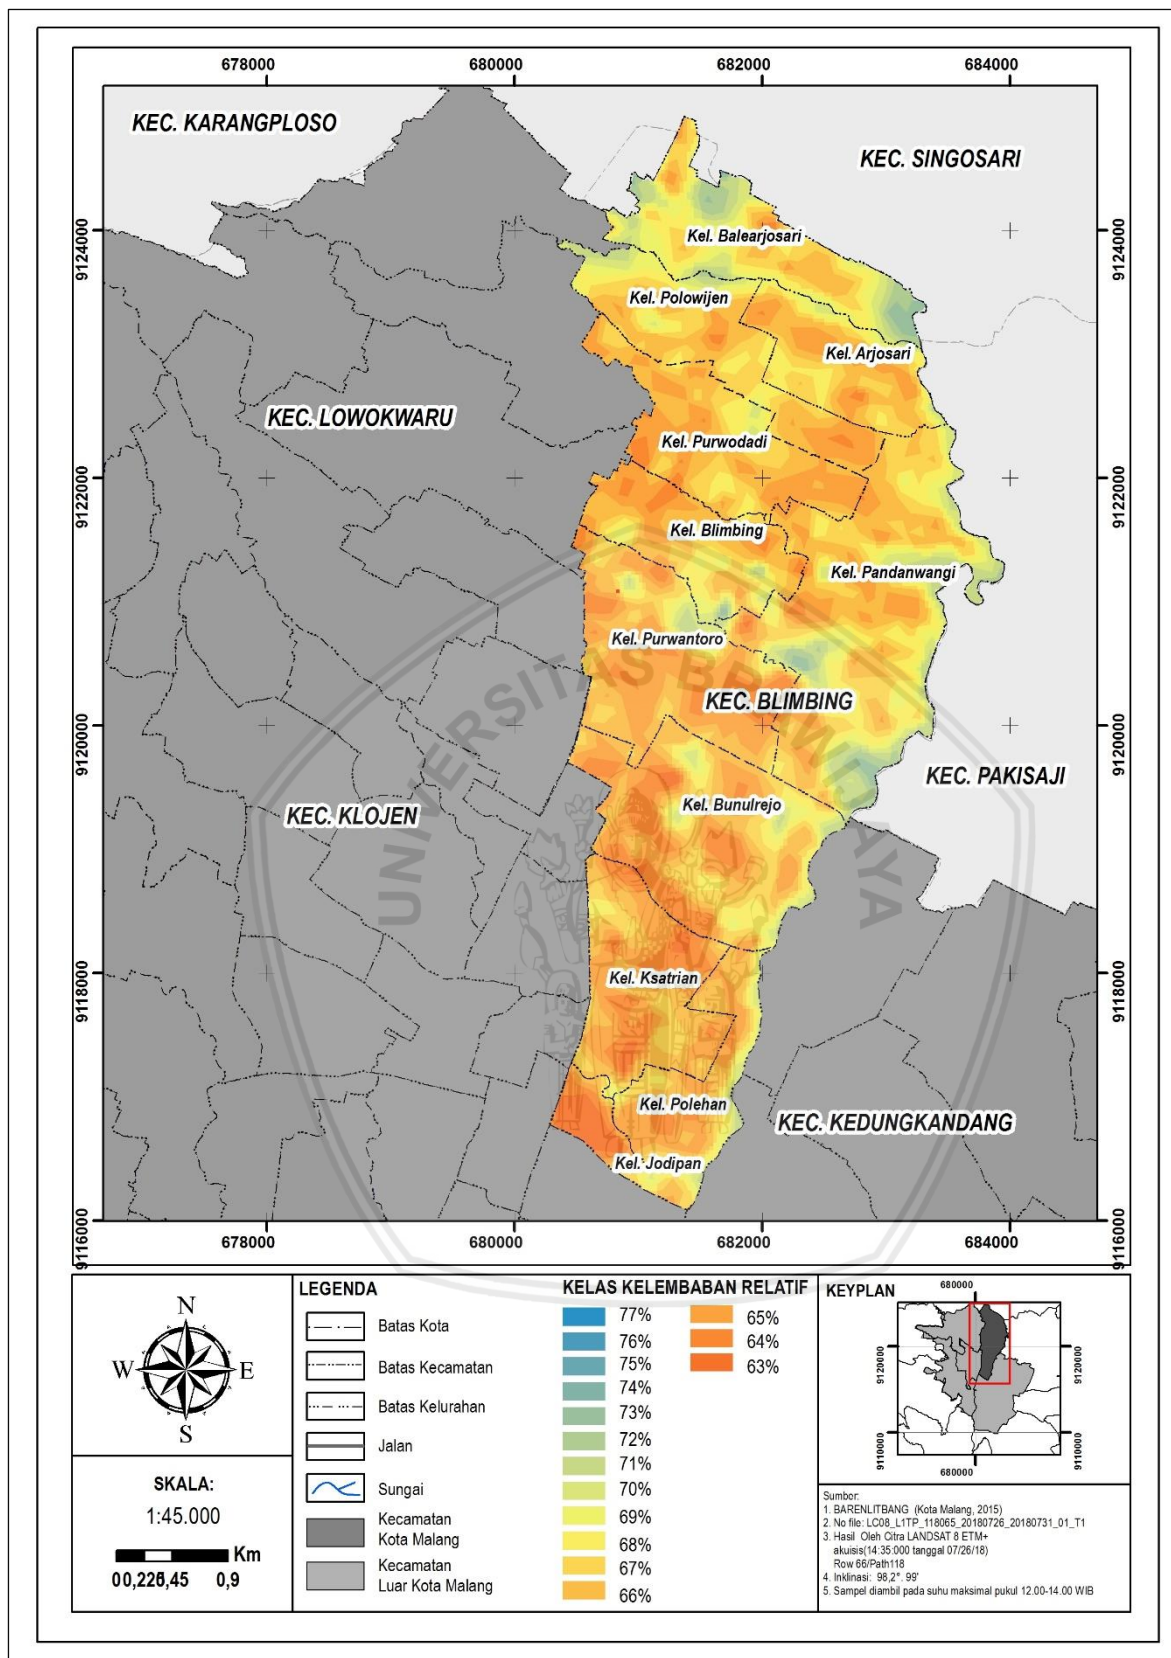 678000 680000 682000 684000
KEC. KARANGPLOSO
KEC. SINGOSARI
9124000 9124000
Kel. Balearjosari
Kel. Polowijen
Kel. Arjosari
KEC. LOWOKWARU
Kel. Purwodadi
9122000 9122000
Kel. Blimbing
Kel. Pandanwangi
Kel. Purwantoro
KEC. BLIMBING
9120000 9120000
KEC. PAKISAJI
Kel. Bunulrejo
KEC. KLOJEN
UNIVERSITAS BRAWIJAYA
Kel. Ksatrian
9118000 9118000
Kel. Polehan
KEC. KEDUNGKANDANG
Kel. Jodipan
9116000 9116000
678000 680000 682000 684000
N
W E
S
SKALA:
1:45.000
Km
0 0,225 0,45 0,9
LEGENDA
Batas Kota
Batas Kecamatan
Batas Kelurahan
Jalan
Sungai
Kecamatan
Kota Malang
Kecamatan
Luar Kota Malang
KELAS KELEMBABAN RELATIF
77%
76%
75%
74%
73%
72%
71%
70%
69%
68%
67%
66%
65%
64%
63%
KEYPLAN
680000
9120000 9120000
9110000 9110000
680000
Sumber:
1. BARENLITBANG (Kota Malang, 2015)
2. No file: LC08_L1TP_118065_20180726_20180731_01_T1
3. Hasil Oleh Citra LANDSAT 8 ETM+
akuisis(14:35:000 tanggal 07/26/18)
Row 66/Path118
4. Inklinasi: 98,2°. 99'
5. Sampel diambil pada suhu maksimal pukul 12.00-14.00 WIB